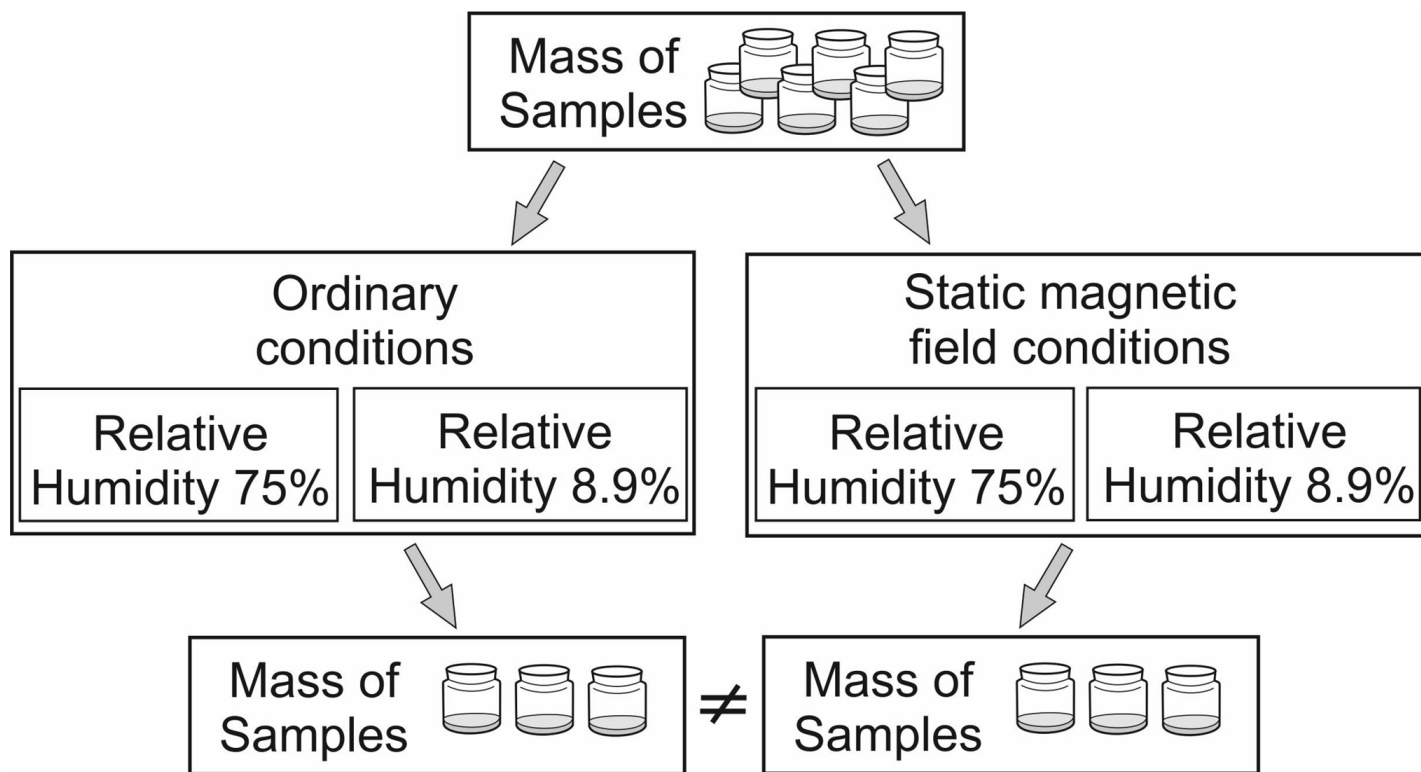 Mass of
Samples
Ordinary
conditions
Relative
Humidity 75%
Relative
Humidity 8.9%
Static magnetic
field conditions
Relative
Humidity 75%
Relative
Humidity 8.9%
Mass of
Samples
≠
Mass of
Samples